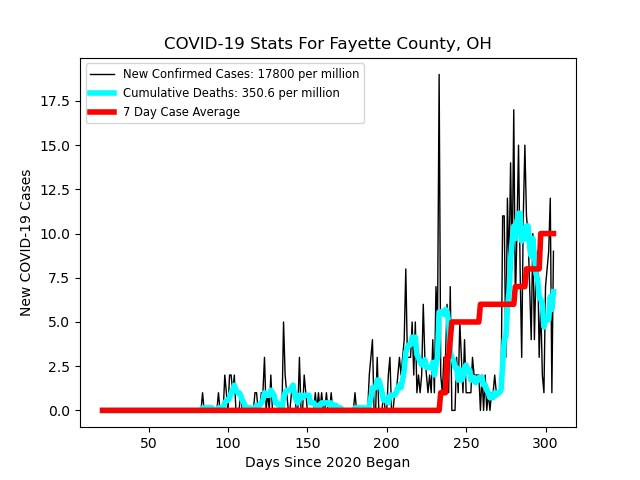 COVID-19 Stats For Fayette County, OH
New Confirmed Cases: 17800 per million
Cumulative Deaths: 350.6 per million
7 Day Case Average
New COVID-19 Cases
17.5
15.0
12.5
10.0
7.5
5.0
2.5
0.0
50 100 150 200 250 300
Days Since 2020 Began